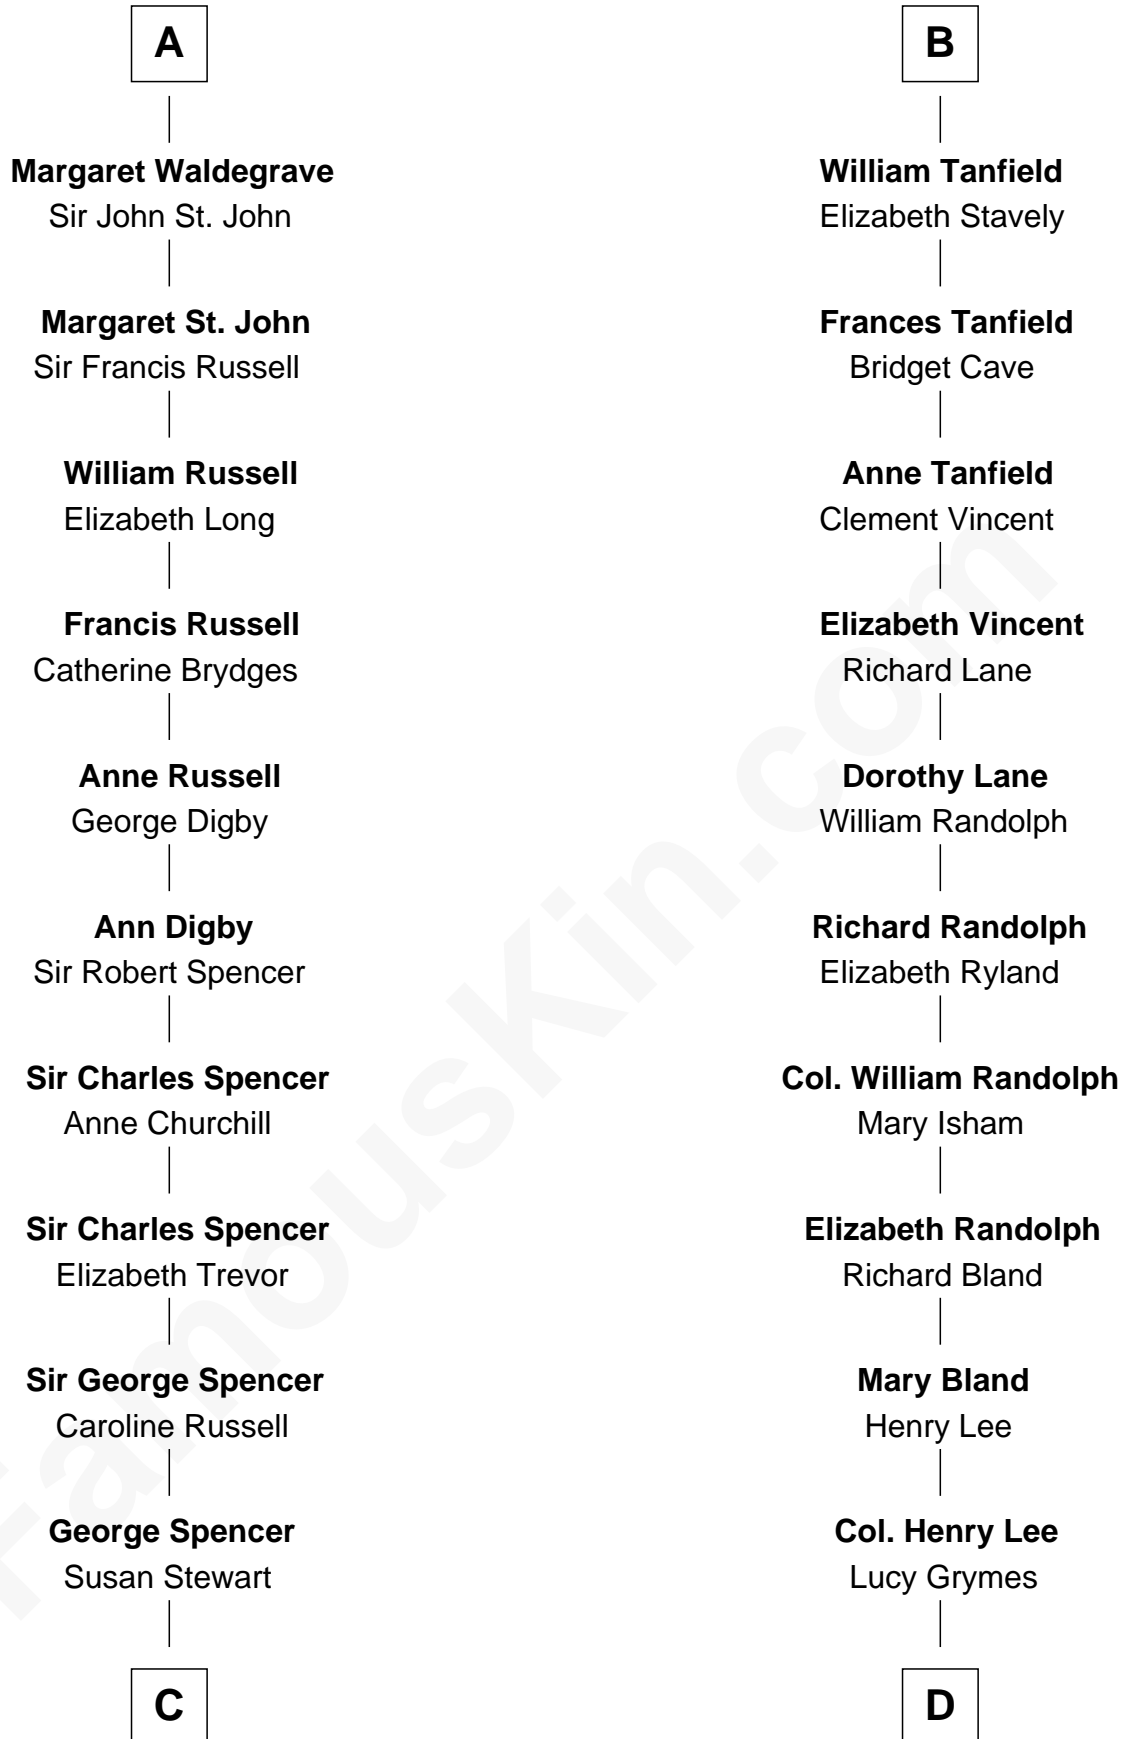 A
Margaret Waldegrave
Sir John St. John
Margaret St. John
Sir Francis Russell
William Russell
Elizabeth Long
Francis Russell
Catherine Brydges
Anne Russell
George Digby
Ann Digby
Sir Robert Spencer
Sir Charles Spencer
Anne Churchill
Sir Charles Spencer
Elizabeth Trevor
Sir George Spencer
Caroline Russell
George Spencer
Susan Stewart
C
B
William Tanfield
Elizabeth Stavely
Frances Tanfield
Bridget Cave
Anne Tanfield
Clement Vincent
Elizabeth Vincent
Richard Lane
Dorothy Lane
William Randolph
Richard Randolph
Elizabeth Ryland
Col. William Randolph
Mary Isham
Elizabeth Randolph
Richard Bland
Mary Bland
Henry Lee
Col. Henry Lee
Lucy Grymes
D
FamousKin.com